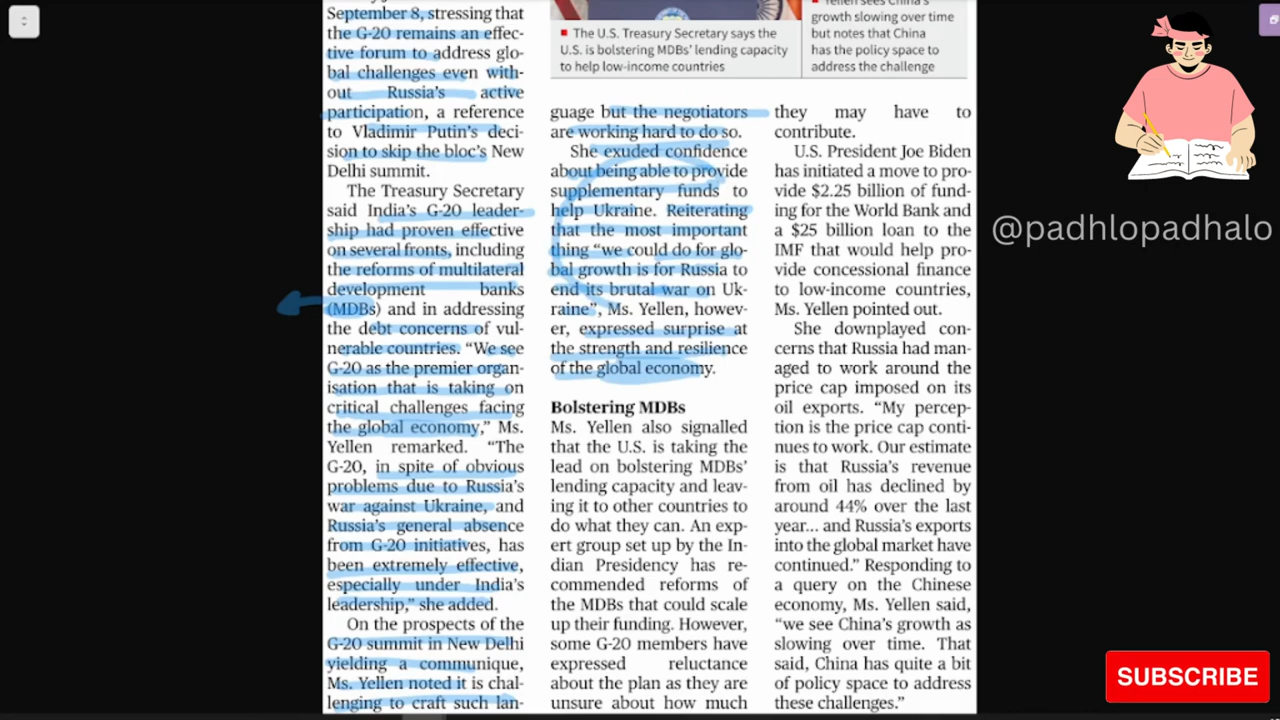 September 8, stressing that
the G-20 remains an effec-
tive forum to address glo-
bal challenges even with-
out Russia's active
participation, a reference
to Vladimir Putin's deci-
sion to skip the bloc's New
Delhi summit.
The Treasury Secretary
said India's G-20 leader-
ship had proven effective
on several fronts, including
the reforms of multilateral
development banks
(MDBs) and in addressing
the debt concerns of vul-
nerable countries. “We see
G-20 as the premier organ-
isation that is taking on
critical challenges facing
the global economy,” Ms.
Yellen remarked. “The
G-20, in spite of obvious
problems due to Russia's
war against Ukraine, and
Russia's general absence
from G-20 initiatives, has
been extremely effective,
especially under India's
leadership,” she added.
On the prospects of the
G-20 summit in New Delhi
yielding a communique,
Ms. Yellen noted it is chal-
lenging to craft such lan-
The U.S. Treasury Secretary says the
U.S. is bolstering MDBs' lending capacity
to help low-income countries
Yellen sees China's
growth slowing over time
but notes that China
has the policy space to
address the challenge
guage but the negotiators
are working hard to do so.
She exuded confidence
about being able to provide
supplementary funds to
help Ukraine. Reiterating
that the most important
thing “we could do for glo-
bal growth is for Russia to
end its brutal war on Uk-
raine”, Ms. Yellen, howev-
er, expressed surprise at
the strength and resilience
of the global economy.
Bolstering MDBs
Ms. Yellen also signalled
that the U.S. is taking the
lead on bolstering MDBs'
lending capacity and leav-
ing it to other countries to
do what they can. An exp-
ert group set up by the In-
dian Presidency has re-
commended reforms of
the MDBs that could scale
up their funding. However,
some G-20 members have
expressed reluctance
about the plan as they are
unsure about how much
they may have to
contribute.
U.S. President Joe Biden
has initiated a move to pro-
vide $2.25 billion of fund-
ing for the World Bank and
a $25 billion loan to the
IMF that would help pro-
vide concessional finance
to low-income countries,
Ms. Yellen pointed out.
She downplayed con-
cerns that Russia had man-
aged to work around the
price cap imposed on its
oil exports. “My percep-
tion is the price cap conti-
nues to work. Our estimate
is that Russia's revenue
from oil has declined by
around 44% over the last
year... and Russia's exports
into the global market have
continued.” Responding to
a query on the Chinese
economy, Ms. Yellen said,
“we see China's growth as
slowing over time. That
said, China has quite a bit
of policy space to address
these challenges.”
@padhlopadhalo
SUBSCRIBE